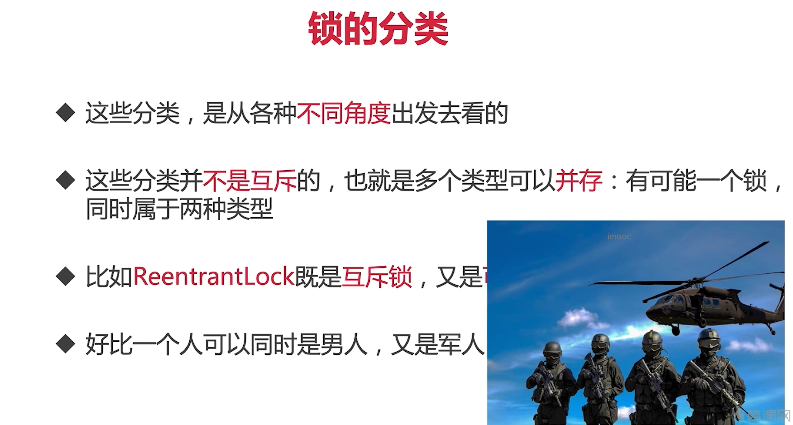 锁的分类
◆ 这些分类，是从各种不同角度出发去看的
◆ 这些分类并不是互斥的，也就是多个类型可以并存：有可能一个锁，
同时属于两种类型
◆ 比如ReentrantLock既是互斥锁，又是
imooc
◆ 好比一个人可以同时是男人，又是军人